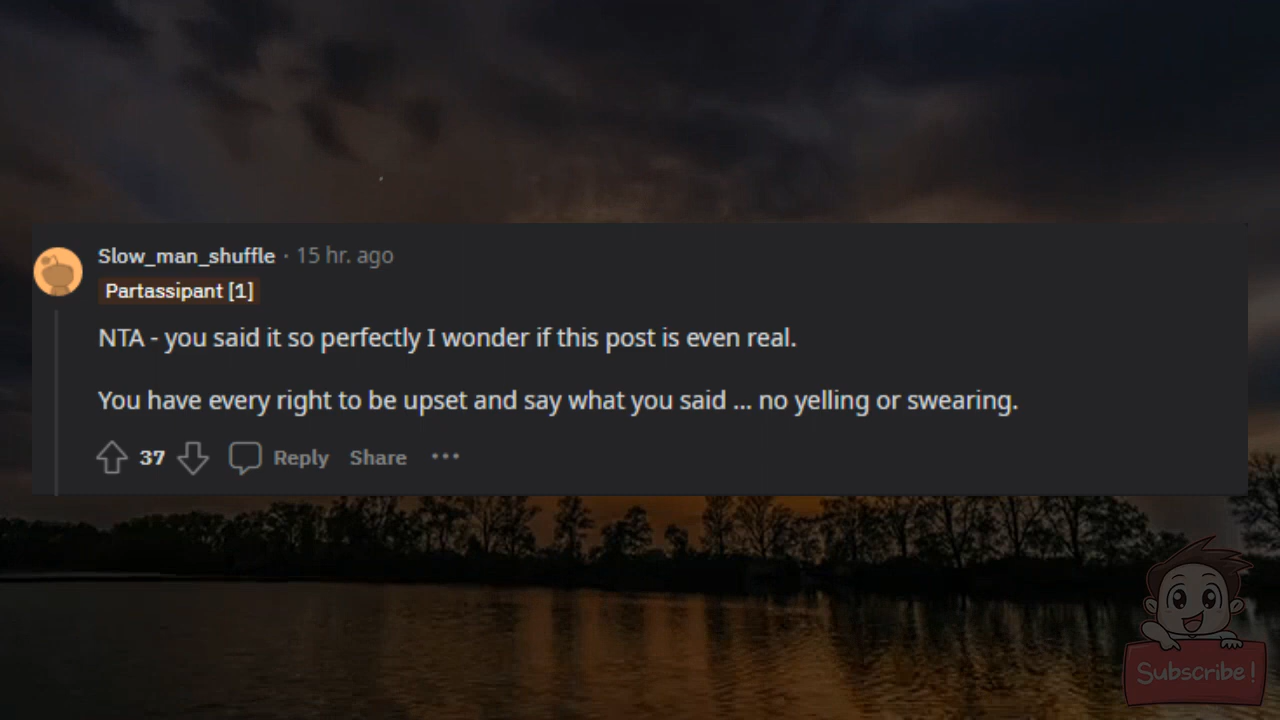 Slow_man_shuffle · 15 hr. ago
Partassipant [1]
NTA - you said it so perfectly I wonder if this post is even real.
You have every right to be upset and say what you said ... no yelling or swearing.
37 Reply Share ···
Subscribe!